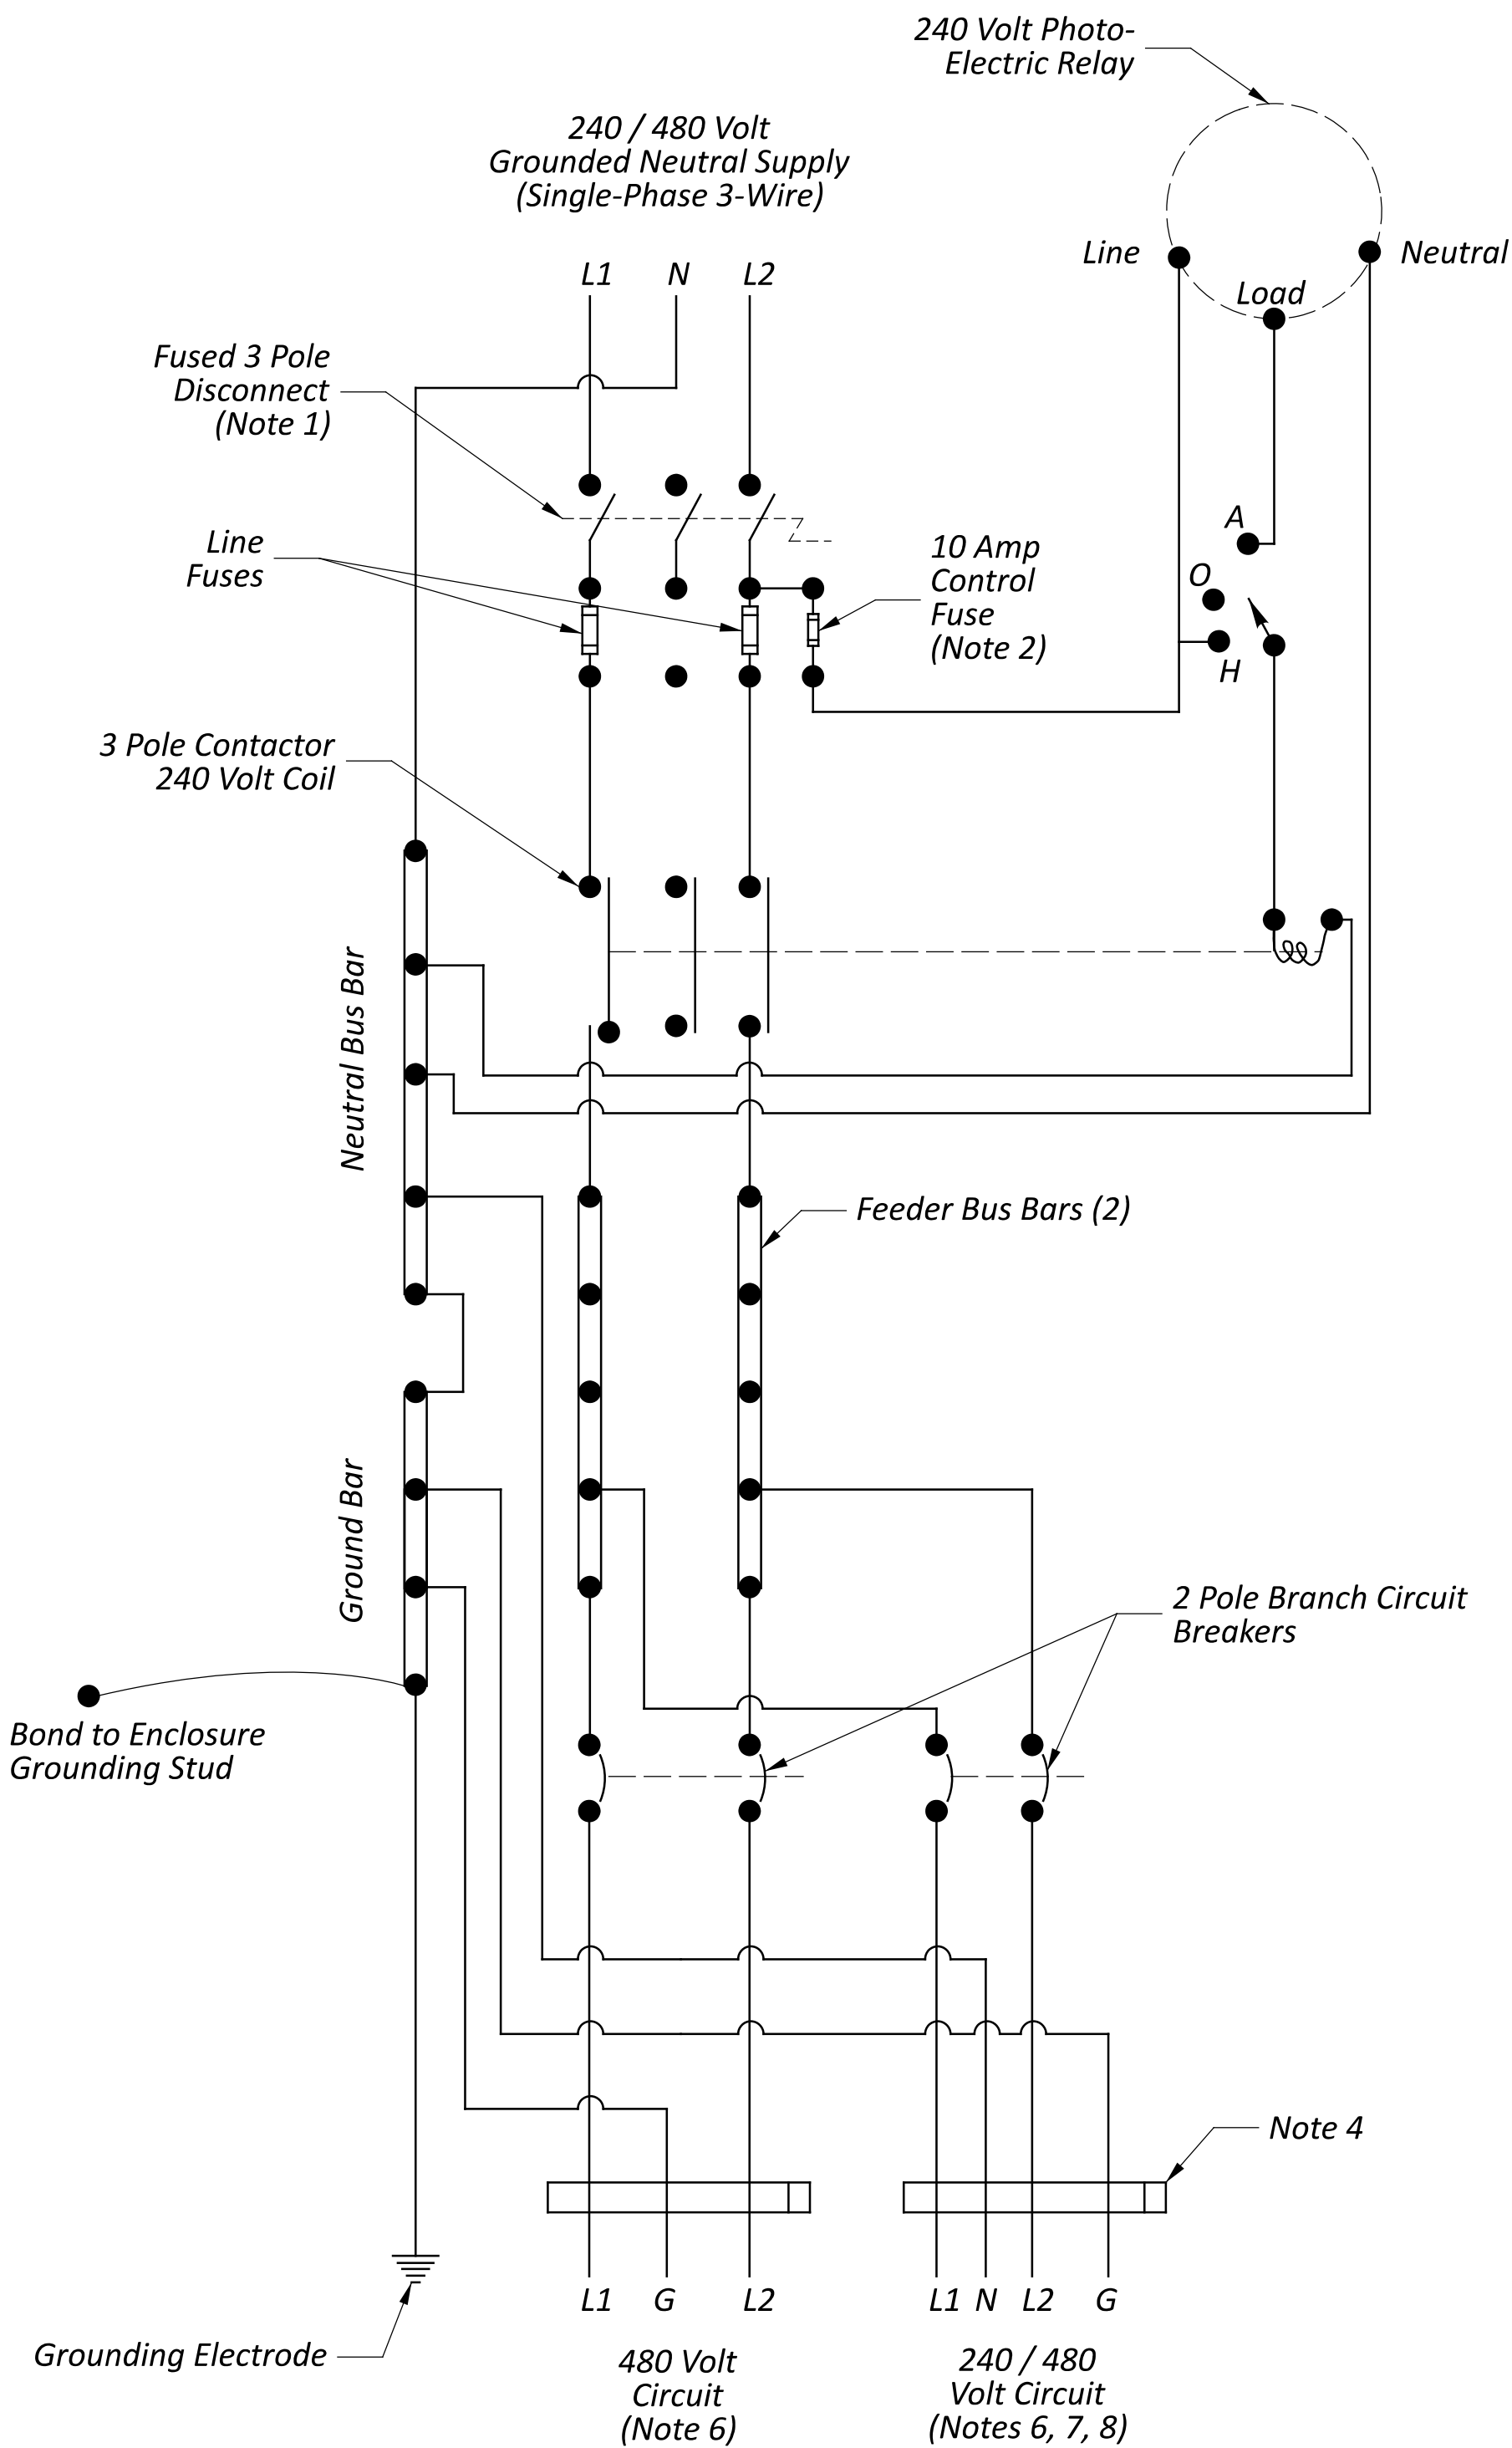 240 Volt Photo-
Electric Relay
240 / 480 Volt
Grounded Neutral Supply
(Single-Phase 3-Wire)
Line
Neutral
Load
L1
N
L2
Fused 3 Pole
Disconnect
(Note 1)
A
Line
Fuses
10 Amp
Control
Fuse
(Note 2)
O
H
3 Pole Contactor
240 Volt Coil
Neutral Bus Bar
Feeder Bus Bars (2)
Ground Bar
2 Pole Branch Circuit
Breakers
Bond to Enclosure
Grounding Stud
Note 4
L1
G
L2
L1
N
L2
G
Grounding Electrode
480 Volt
Circuit
(Note 6)
240 / 480
Volt Circuit
(Notes 6, 7, 8)